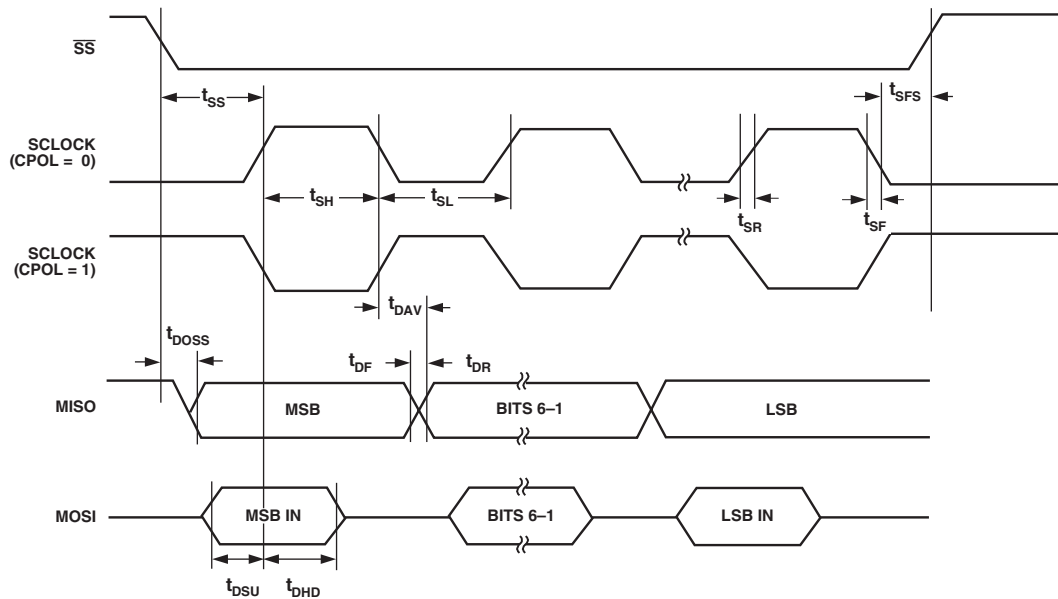 SS
tSS
tSFS
SCLOCK
(CPOL = 0)
tSH
tSL
tSR
tSF
SCLOCK
(CPOL = 1)
tDAV
tDOSS
tDF
tDR
MISO
MSB
BITS 6–1
LSB
MOSI
MSB IN
BITS 6–1
LSB IN
tDSU
tDHD